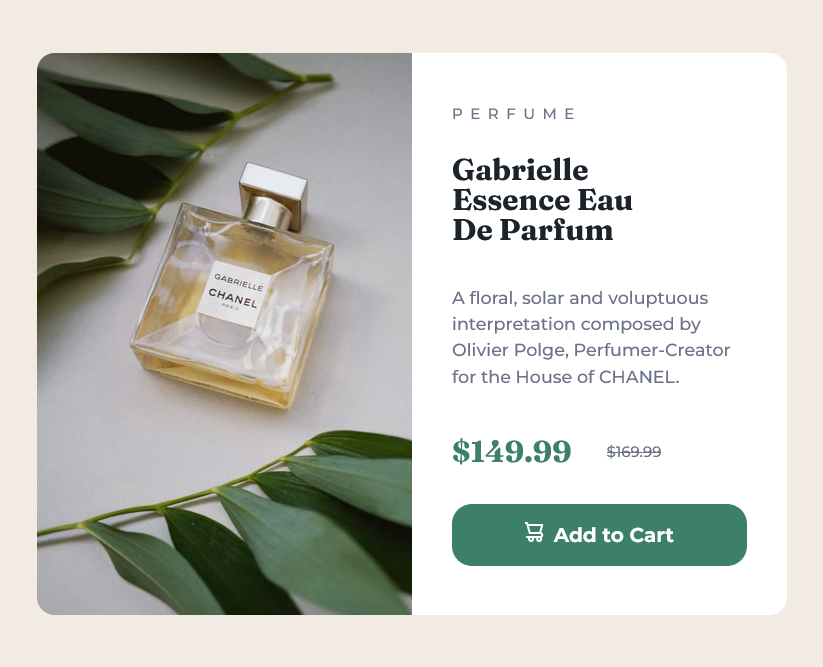 GABRIELLE
CHANEL
PARIS
PERFUME
Gabrielle
Essence Eau
De Parfum
A floral, solar and voluptuous
interpretation composed by
Olivier Polge, Perfumer-Creator
for the House of CHANEL.
$149.99 $169.99
Add to Cart